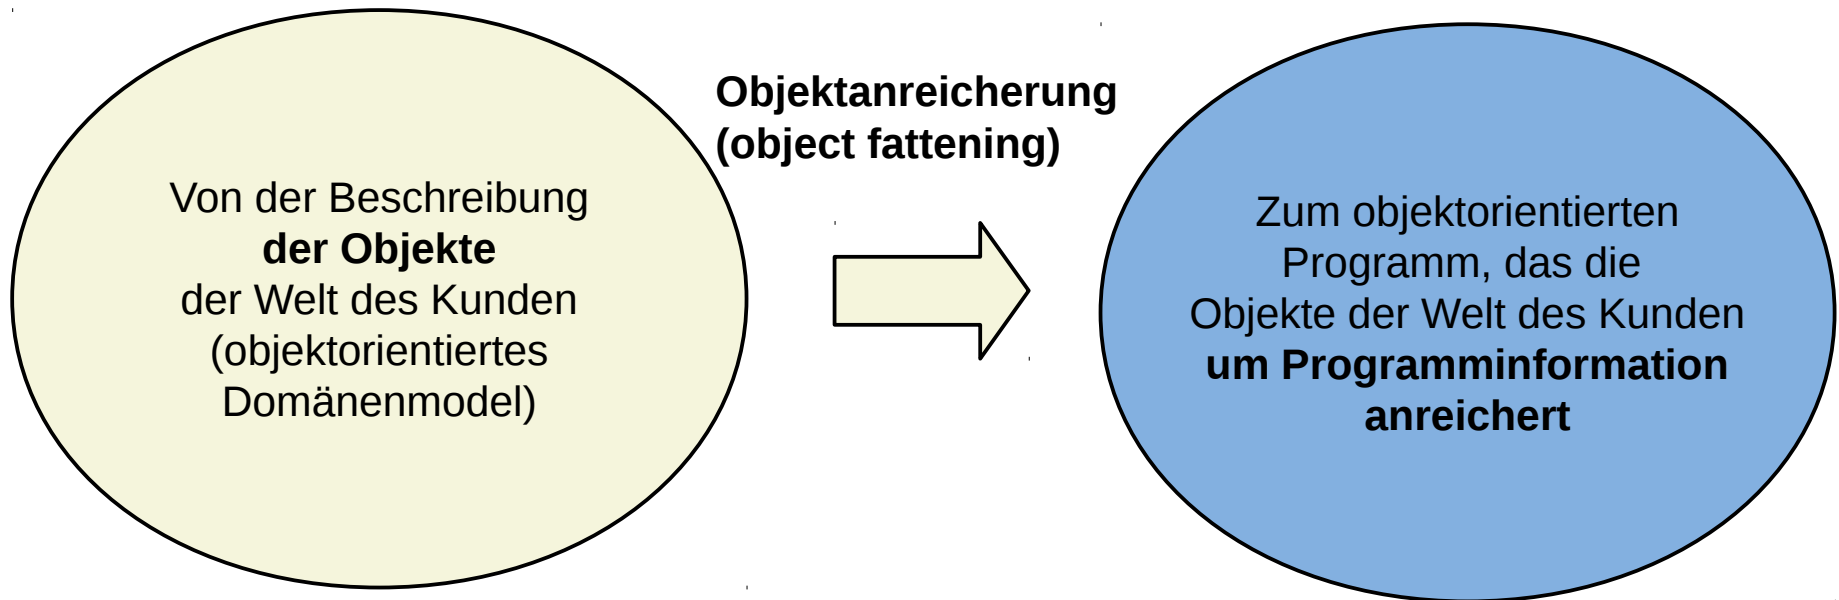 Objektanreicherung
(object fattening)
Von der Beschreibung
der Objekte
der Welt des Kunden
(objektorientiertes
Domänenmodel)
Zum objektorientierten
Programm, das die
Objekte der Welt des Kunden
um Programminformation
anreichert